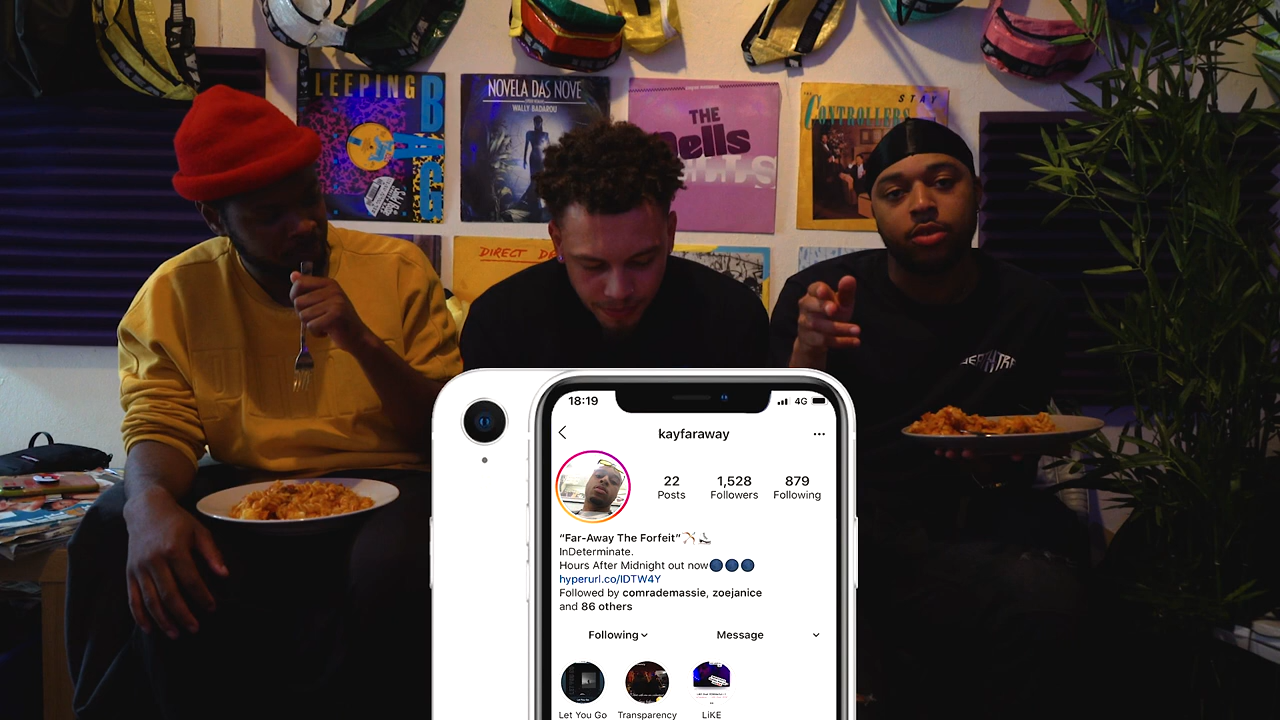 LEEPING
BAG
NOVELA DAS NOVE
WALLY BADAROU
THE
Dells
CONTROLLERS
STAY
DIRECT
18:19
4G
kayfaraway
22
1,528
879
Posts
Followers
Following
“Far-Away The Forfeit”
InDeterminate.
Hours After Midnight out now
hyperurl.co/IDTW4Y
Followed by comrademassie, zoejanice
and 86 others
Following
Message
Let You Go
Transparency
LiKE